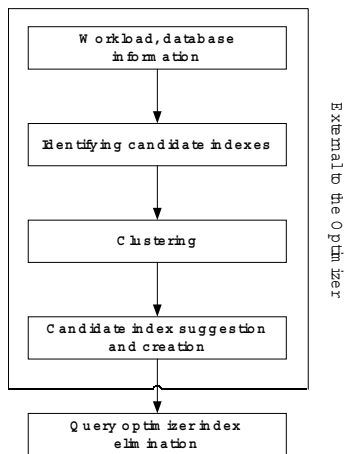 Workload, database
information
Identifying candidate indexes
Clustering
Candidate index suggestion
and creation
Query optimizer index
elimination
External to the Optimizer